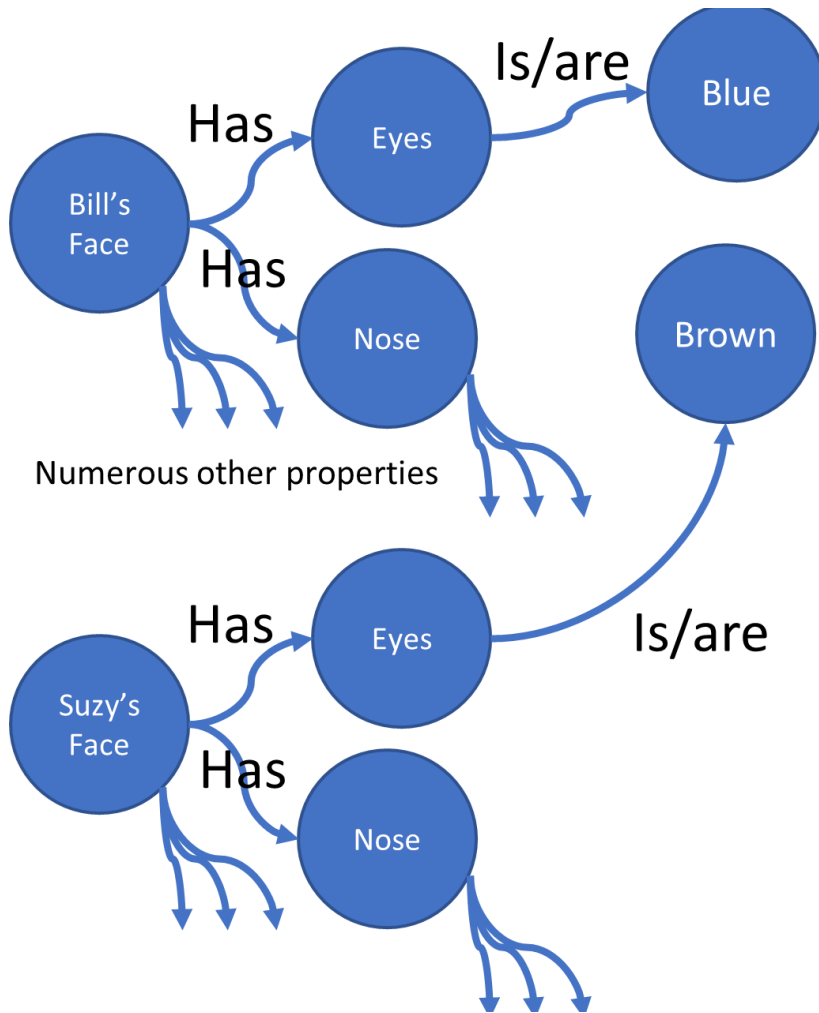 Is/are
Blue
Has
Eyes
Bill’s
Face
Has
Nose
Brown
Numerous other properties
Has
Eyes
Is/are
Suzy’s
Face
Has
Nose